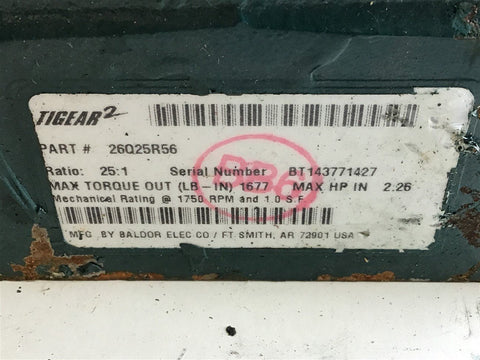 TIGEAR2
PART # 26Q25R56
Ratio: 25:1 Serial Number BT143771427
MAX TORQUE OUT (LB-IN) 1677 MAX HP IN 2.26
Mechanical Rating @ 1750 RPM and 1.0 S.F.
MFG. BY BALDOR ELEC CO / FT SMITH, AR 72901 USA